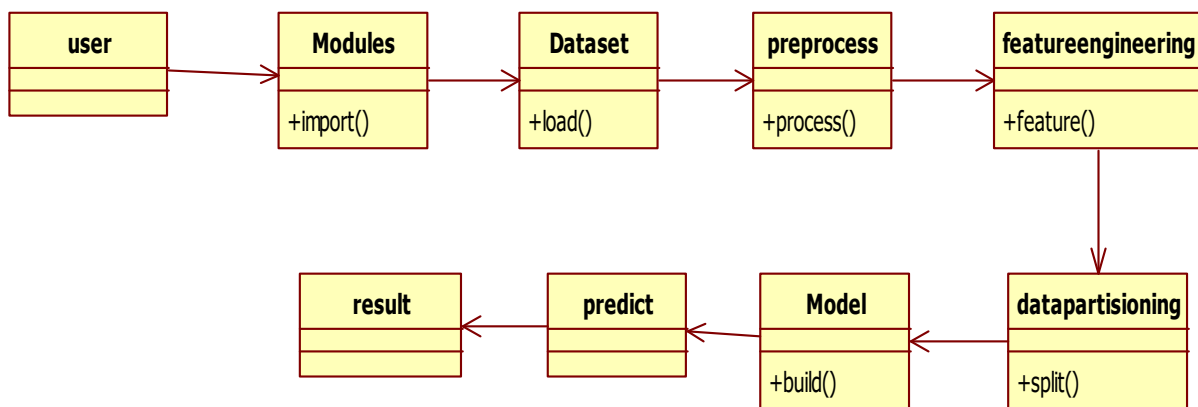 user
Modules
+import()
Dataset
+load()
preprocess
+process()
featureengineering
+feature()
result
predict
Model
+build()
datapartisioning
+split()